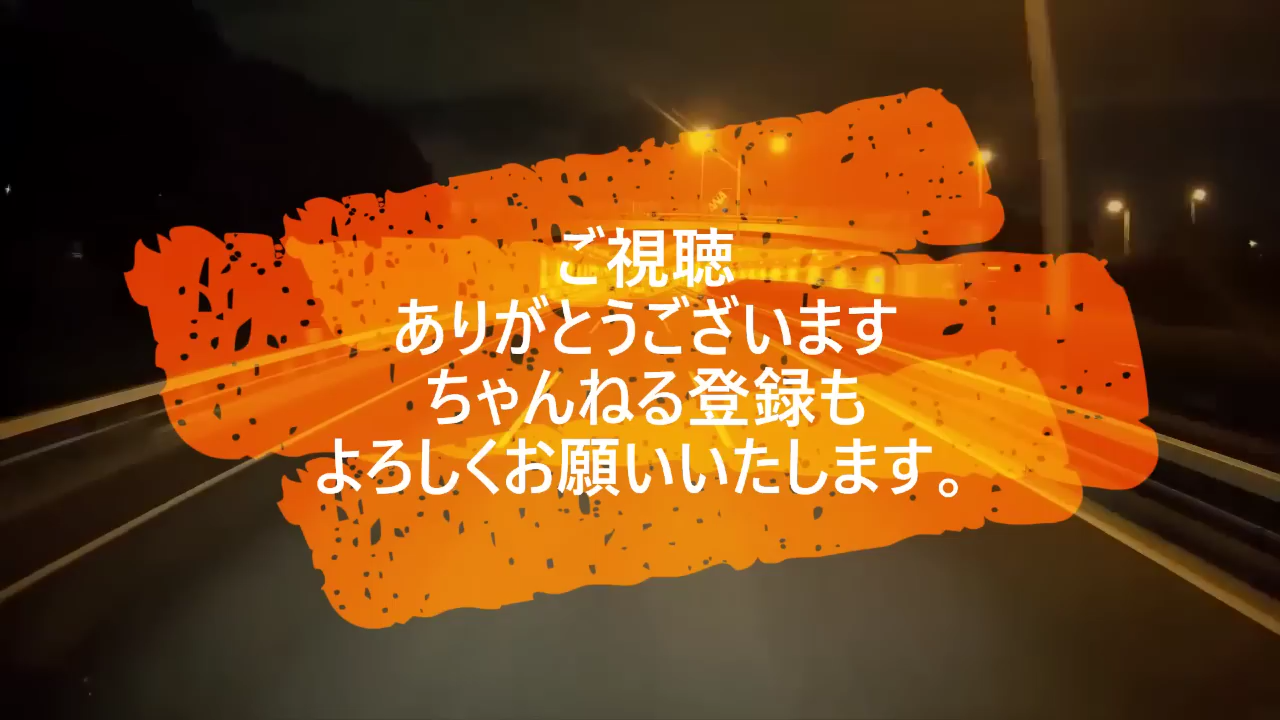 ご視聴
ありがとうございます
ちゃんねる登録も
よろしくお願いいたします。